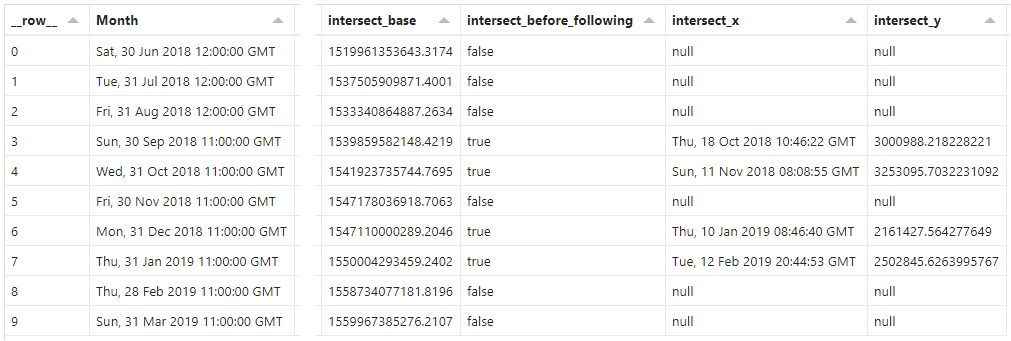 __row__ Month intersect_base intersect_before_following intersect_x intersect_y
0 Sat, 30 Jun 2018 12:00:00 GMT 1519961353643.3174 false null null
1 Tue, 31 Jul 2018 12:00:00 GMT 1537505909871.4001 false null null
2 Fri, 31 Aug 2018 12:00:00 GMT 1533340864887.2634 false null null
3 Sun, 30 Sep 2018 11:00:00 GMT 1539859582148.4219 true Thu, 18 Oct 2018 10:46:22 GMT 3000988.218228221
4 Wed, 31 Oct 2018 11:00:00 GMT 1541923735744.7695 true Sun, 11 Nov 2018 08:08:55 GMT 3253095.7032231092
5 Fri, 30 Nov 2018 11:00:00 GMT 1547178036918.7063 false null null
6 Mon, 31 Dec 2018 11:00:00 GMT 1547110000289.2046 true Thu, 10 Jan 2019 08:46:40 GMT 2161427.564277649
7 Thu, 31 Jan 2019 11:00:00 GMT 1550004293459.2402 true Tue, 12 Feb 2019 20:44:53 GMT 2502845.6263995767
8 Thu, 28 Feb 2019 11:00:00 GMT 1558734077181.8196 false null null
9 Sun, 31 Mar 2019 11:00:00 GMT 1559967385276.2107 false null null